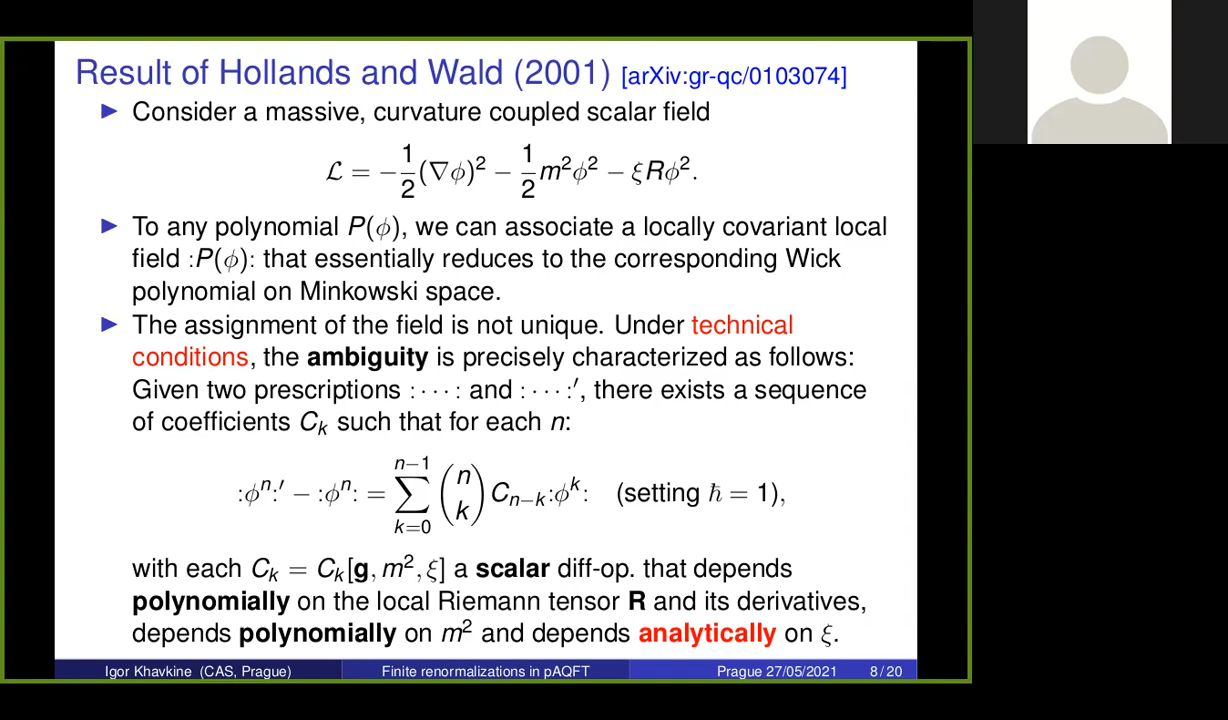 Result of Hollands and Wald (2001) [arXiv:gr-qc/0103074]
▶ Consider a massive, curvature coupled scalar field
ℒ = −1/2(∇ϕ)² − 1/2 m²ϕ² − ξRϕ².
▶ To any polynomial P(ϕ), we can associate a locally covariant local
field :P(ϕ): that essentially reduces to the corresponding Wick
polynomial on Minkowski space.
▶ The assignment of the field is not unique. Under technical
conditions, the ambiguity is precisely characterized as follows:
Given two prescriptions :····: and :····:′, there exists a sequence
of coefficients Cₖ such that for each n:
:ϕⁿ:′ − :ϕⁿ: = ∑_{k=0}^{n−1} (n k) C_{n−k} :ϕᵏ: (setting ℏ = 1),
with each Cₖ = Cₖ[g, m², ξ] a scalar diff-op. that depends
polynomially on the local Riemann tensor R and its derivatives,
depends polynomially on m² and depends analytically on ξ.
Igor Khavkine (CAS, Prague) Finite renormalizations in pAQFT Prague 27/05/2021 8 / 20